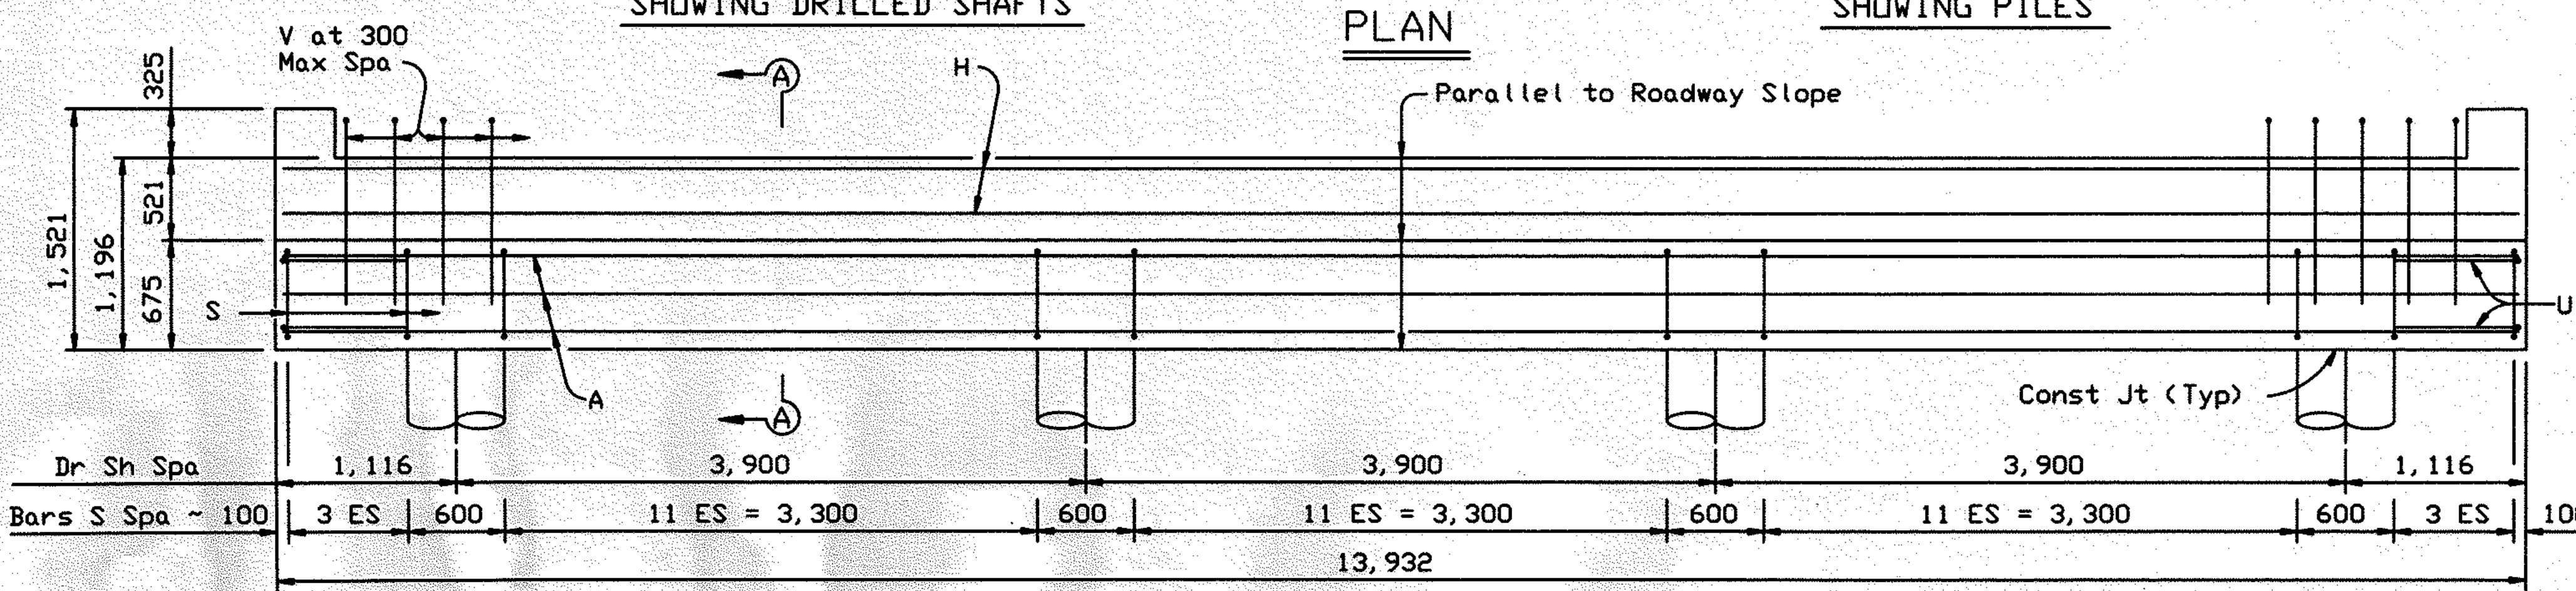 SHOWING DRILLED SHAFTS
PLAN
SHOWING PILES
V at 300
Max Spa
A
H
Parallel to Roadway Slope
325
521
675
1,196
1,521
S
U
A
A
Const Jt (Typ)
Dr Sh Spa 1,116 3,900 3,900 3,900 1,116
Bars S Spa ~ 100 3 ES 600 11 ES = 3,300 600 11 ES = 3,300 600 11 ES = 3,300 600 3 ES
13,932